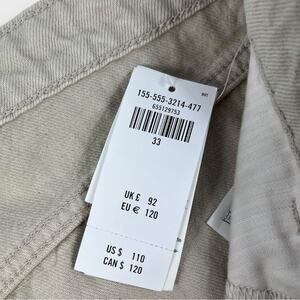 155-555-3214-477
655129753
33
UK £ 92
EU € 120
US $ 110
CAN $ 120